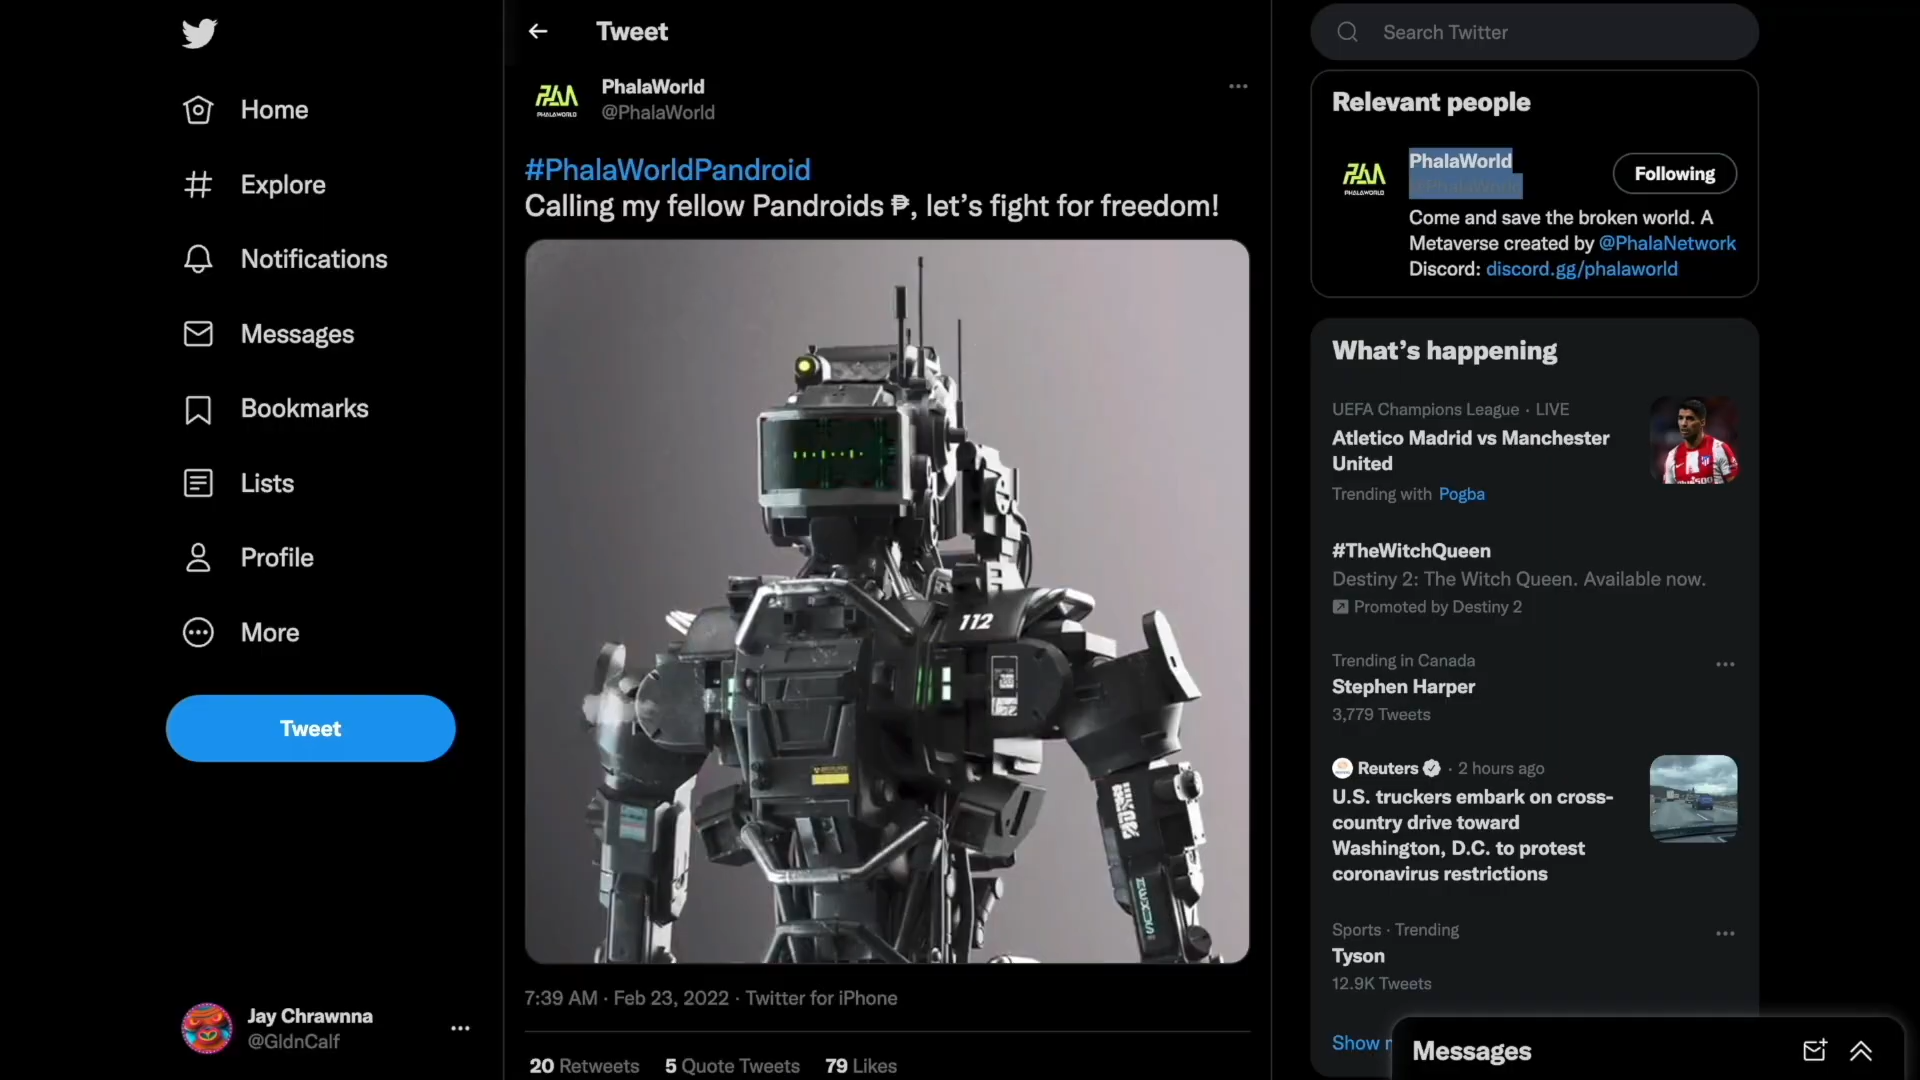 Home
Explore
Notifications
Messages
Bookmarks
Lists
Profile
More
Tweet
Jay Chrawnna
@GldnCalf
Tweet
PHALAWORLD
PhalaWorld
@PhalaWorld
#PhalaWorldPandroid
Calling my fellow Pandroids ₱, let’s fight for freedom!
112
7:39 AM · Feb 23, 2022 · Twitter for iPhone
20 Retweets 5 Quote Tweets 79 Likes
Search Twitter
Relevant people
PHALAWORLD
PhalaWorld
@PhalaWorld
Following
Come and save the broken world. A
Metaverse created by @PhalaNetwork
Discord: discord.gg/phalaworld
What’s happening
UEFA Champions League · LIVE
Atletico Madrid vs Manchester
United
Trending with Pogba
#TheWitchQueen
Destiny 2: The Witch Queen. Available now.
Promoted by Destiny 2
Trending in Canada
Stephen Harper
3,779 Tweets
Reuters · 2 hours ago
U.S. truckers embark on cross-
country drive toward
Washington, D.C. to protest
coronavirus restrictions
Sports · Trending
Tyson
12.9K Tweets
Show
Messages